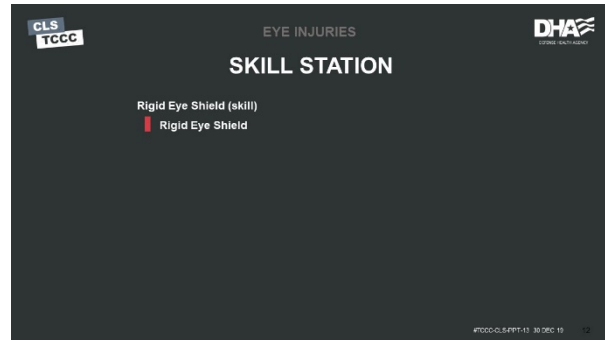 CLS
TCCC
EYE INJURIES
DHA
DEFENSE HEALTH AGENCY
SKILL STATION
Rigid Eye Shield (skill)
Rigid Eye Shield
#TCCC-CLS-PPT-13 30 DEC 19
12